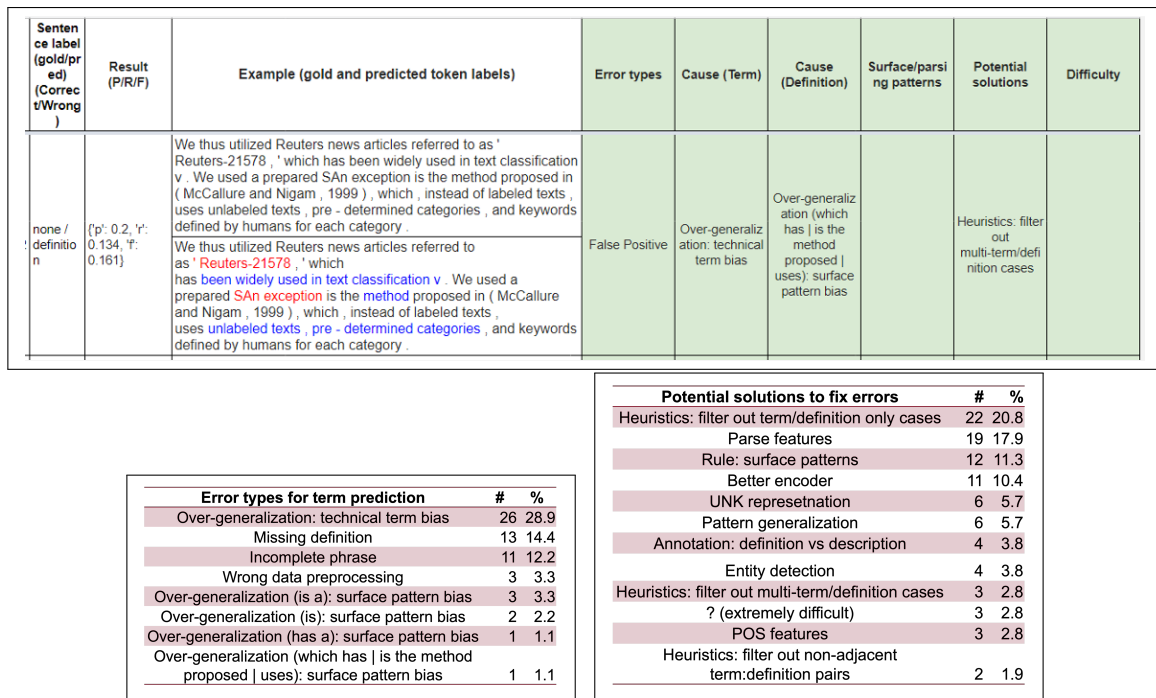 Senten
ce label
(gold/pr
ed)
(Correc
t/Wrong
)
Result
(P/R/F)
Example (gold and predicted token labels)
Error types
Cause (Term)
Cause
(Definition)
Surface/parsi
ng patterns
Potential
solutions
Difficulty
none /
definitio
n
{'p': 0.2, 'r':
0.134, 'f':
0.161}
We thus utilized Reuters news articles referred to as '
Reuters-21578 , ' which has been widely used in text classification
v . We used a prepared SAn exception is the method proposed in
( McCallure and Nigam , 1999 ) , which , instead of labeled texts ,
uses unlabeled texts , pre - determined categories , and keywords
defined by humans for each category .
We thus utilized Reuters news articles referred to
as ' Reuters-21578 , ' which
has been widely used in text classification v . We used a
prepared SAn exception is the method proposed in ( McCallure
and Nigam , 1999 ) , which , instead of labeled texts ,
uses unlabeled texts , pre - determined categories , and keywords
defined by humans for each category .
False Positive
Over-generaliz
ation: technical
term bias
Over-generaliz
ation (which
has | is the
method
proposed |
uses): surface
pattern bias
Heuristics: filter
out
multi-term/defi
nition cases
Error types for term prediction # %
Over-generalization: technical term bias 26 28.9
Missing definition 13 14.4
Incomplete phrase 11 12.2
Wrong data preprocessing 3 3.3
Over-generalization (is a): surface pattern bias 3 3.3
Over-generalization (is): surface pattern bias 2 2.2
Over-generalization (has a): surface pattern bias 1 1.1
Over-generalization (which has | is the method
proposed | uses): surface pattern bias 1 1.1
Potential solutions to fix errors # %
Heuristics: filter out term/definition only cases 22 20.8
Parse features 19 17.9
Rule: surface patterns 12 11.3
Better encoder 11 10.4
UNK represetnation 6 5.7
Pattern generalization 6 5.7
Annotation: definition vs description 4 3.8
Entity detection 4 3.8
Heuristics: filter out multi-term/definition cases 3 2.8
? (extremely difficult) 3 2.8
POS features 3 2.8
Heuristics: filter out non-adjacent
term:definition pairs 2 1.9